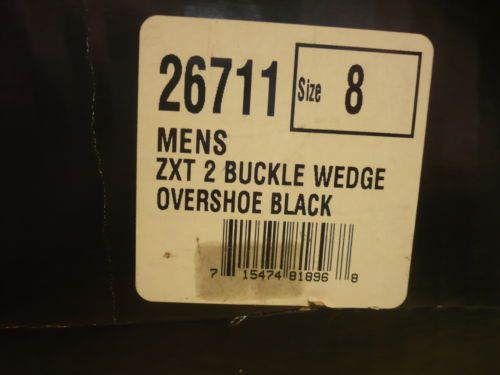 26711 Size 8
MENS
ZXT 2 BUCKLE WEDGE
OVERSHOE BLACK
7 15474 81896 8